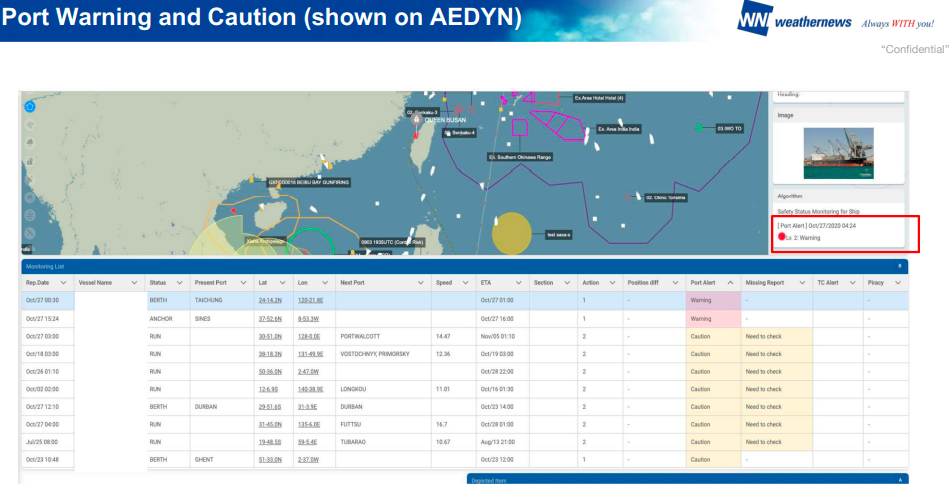 Port Warning and Caution (shown on AEDYN)
WNI weathernews Always WITH you!
“Confidential”
Heading:
Image
02. Senkaku-3
QUEEN BUSAN
Senkaku-4
Ex.Area Hotel Hotel (4)
Ex. Area India India
03.WIO TO
Ex. Southern Okinawa Range
BEIBU BAY GUNFIRING
Algorithm
Safety Status Monitoring for Ship
[ Port Alert ] Oct/27/2020 04:24
Lv. 2: Warning
Monitoring List
Rep.Date Vessel Name Status Present Port Lat Lon Next Port Speed ETA Section Action Position diff Port Alert Missing Report TC Alert Piracy
Oct/27 00:30 BERTH TAICHUNG 24-14.2N 120-21.8E Oct/27 01:00 1 - Warning - -
Oct/27 15:24 ANCHOR SINES 37-52.6N 8-53.3W Oct/27 16:00 1 - Warning - -
Oct/27 03:00 RUN 30-51.0N 128-0.0E PORTWALCOTT 14.47 Nov/05 01:10 2 - Caution Need to check -
Oct/18 03:00 RUN 38-18.3N 131-49.9E VOSTOCHNYY, PRIMORSKY 12.36 Oct/19 03:00 2 - Caution Need to check -
Oct/26 01:10 RUN 50-36.0N 2-47.0W Oct/28 22:00 2 - Caution Need to check -
Oct/02 02:00 RUN 12-6.9S 140-38.9E LONGKOU 11.01 Oct/16 01:30 2 - Caution Need to check -
Oct/27 12:10 BERTH DURBAN 29-51.6S 31-3.9E DURBAN Oct/23 14:00 2 - Caution Need to check -
Oct/27 04:00 RUN 31-45.0N 135-6.0E FUTTSU 16.7 Oct/28 01:00 2 - Caution Need to check -
Jul/25 08:00 RUN 19-48.5S 59-5.4E TUBARAO 10.67 Aug/13 21:00 2 - Caution Need to check -
Oct/23 10:48 BERTH GHENT 51-33.0N 2-37.0W Oct/23 12:00 1 - Caution - -
Depicted Item